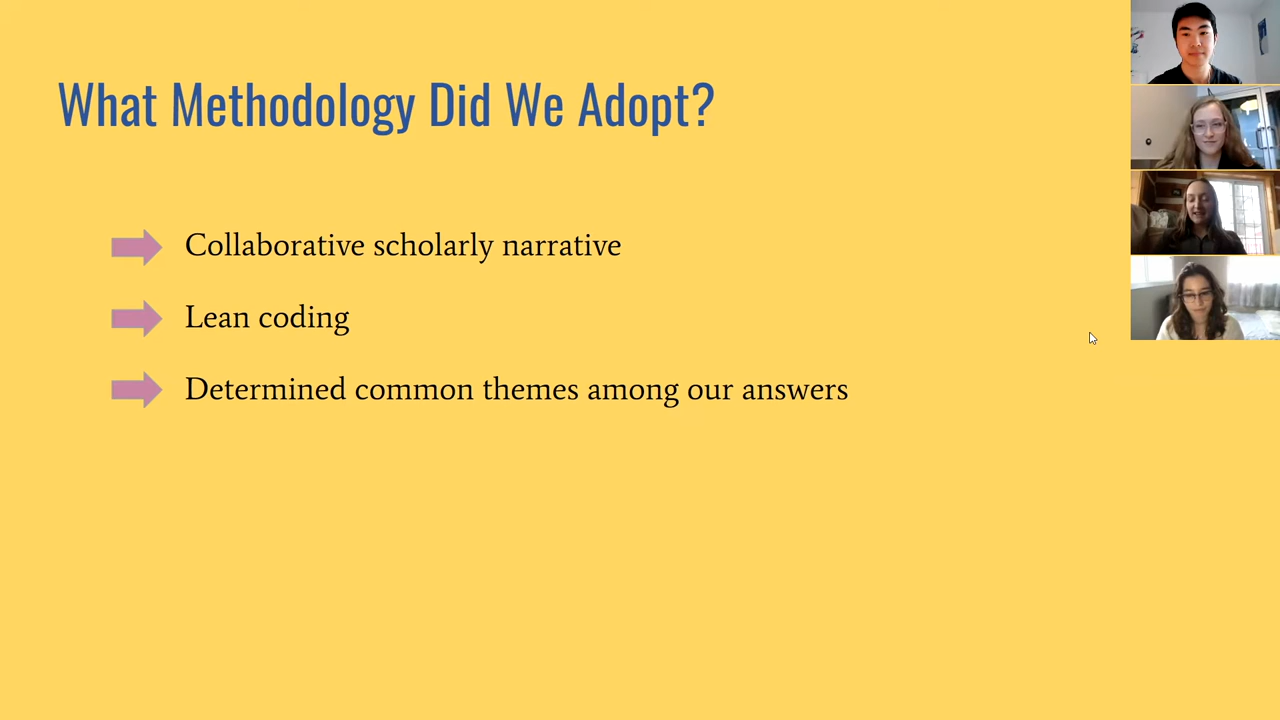 What Methodology Did We Adopt?
Collaborative scholarly narrative
Lean coding
Determined common themes among our answers